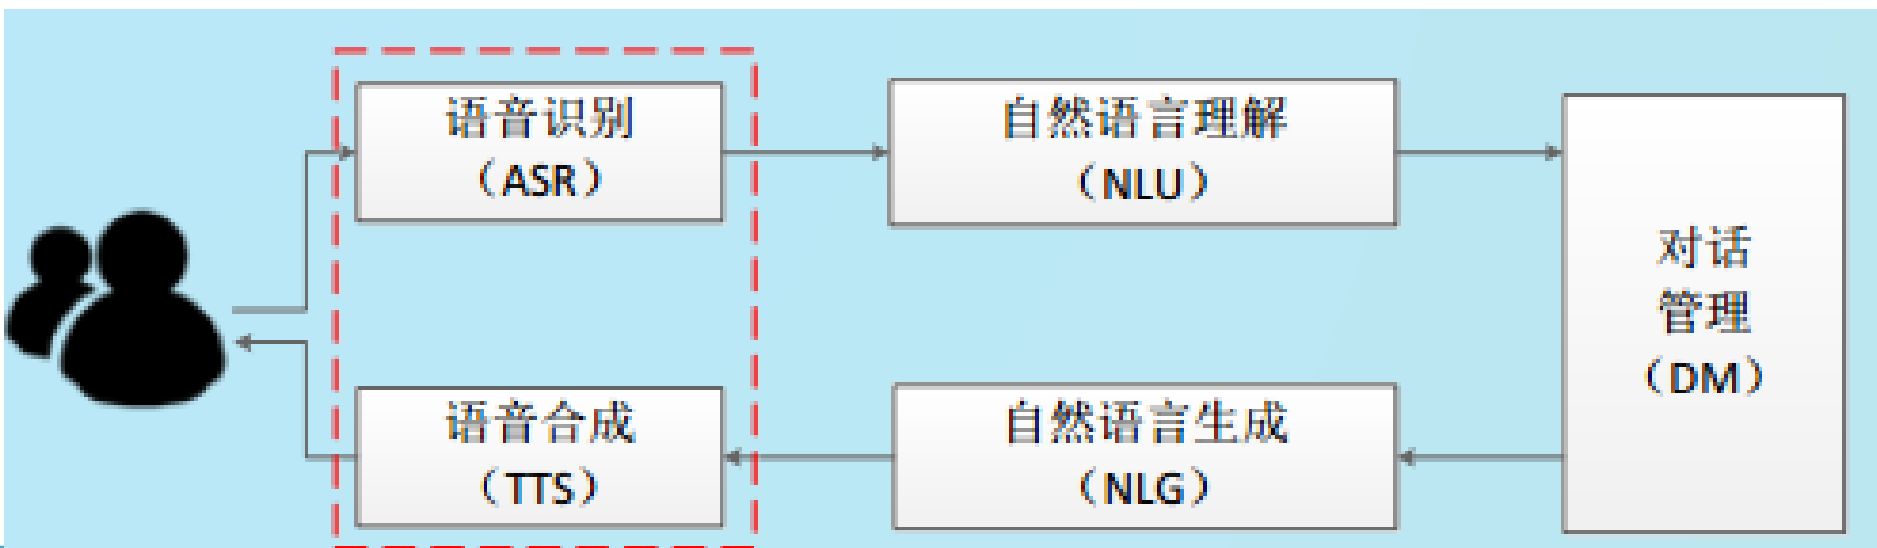 语音识别
（ASR）
自然语言理解
（NLU）
对话
管理
（DM）
语音合成
（TTS）
自然语言生成
（NLG）